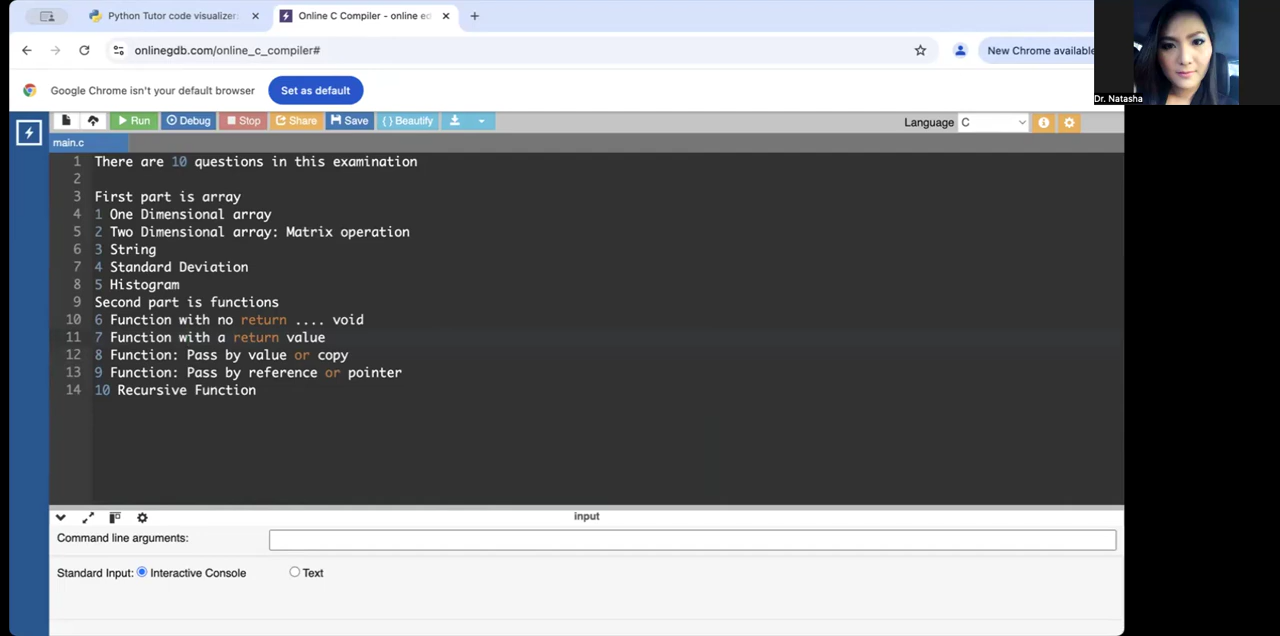 Python Tutor code visualizer:
Online C Compiler - online ed
onlinegdb.com/online_c_compiler#
New Chrome available
Google Chrome isn't your default browser
Set as default
Dr. Natasha
Run
Debug
Stop
Share
Save
{ } Beautify
Language C
main.c
1 There are 10 questions in this examination
2
3 First part is array
4 1 One Dimensional array
5 2 Two Dimensional array: Matrix operation
6 3 String
7 4 Standard Deviation
8 5 Histogram
9 Second part is functions
10 6 Function with no return .... void
11 7 Function with a return value
12 8 Function: Pass by value or copy
13 9 Function: Pass by reference or pointer
14 10 Recursive Function
input
Command line arguments:
Standard Input: Interactive Console Text